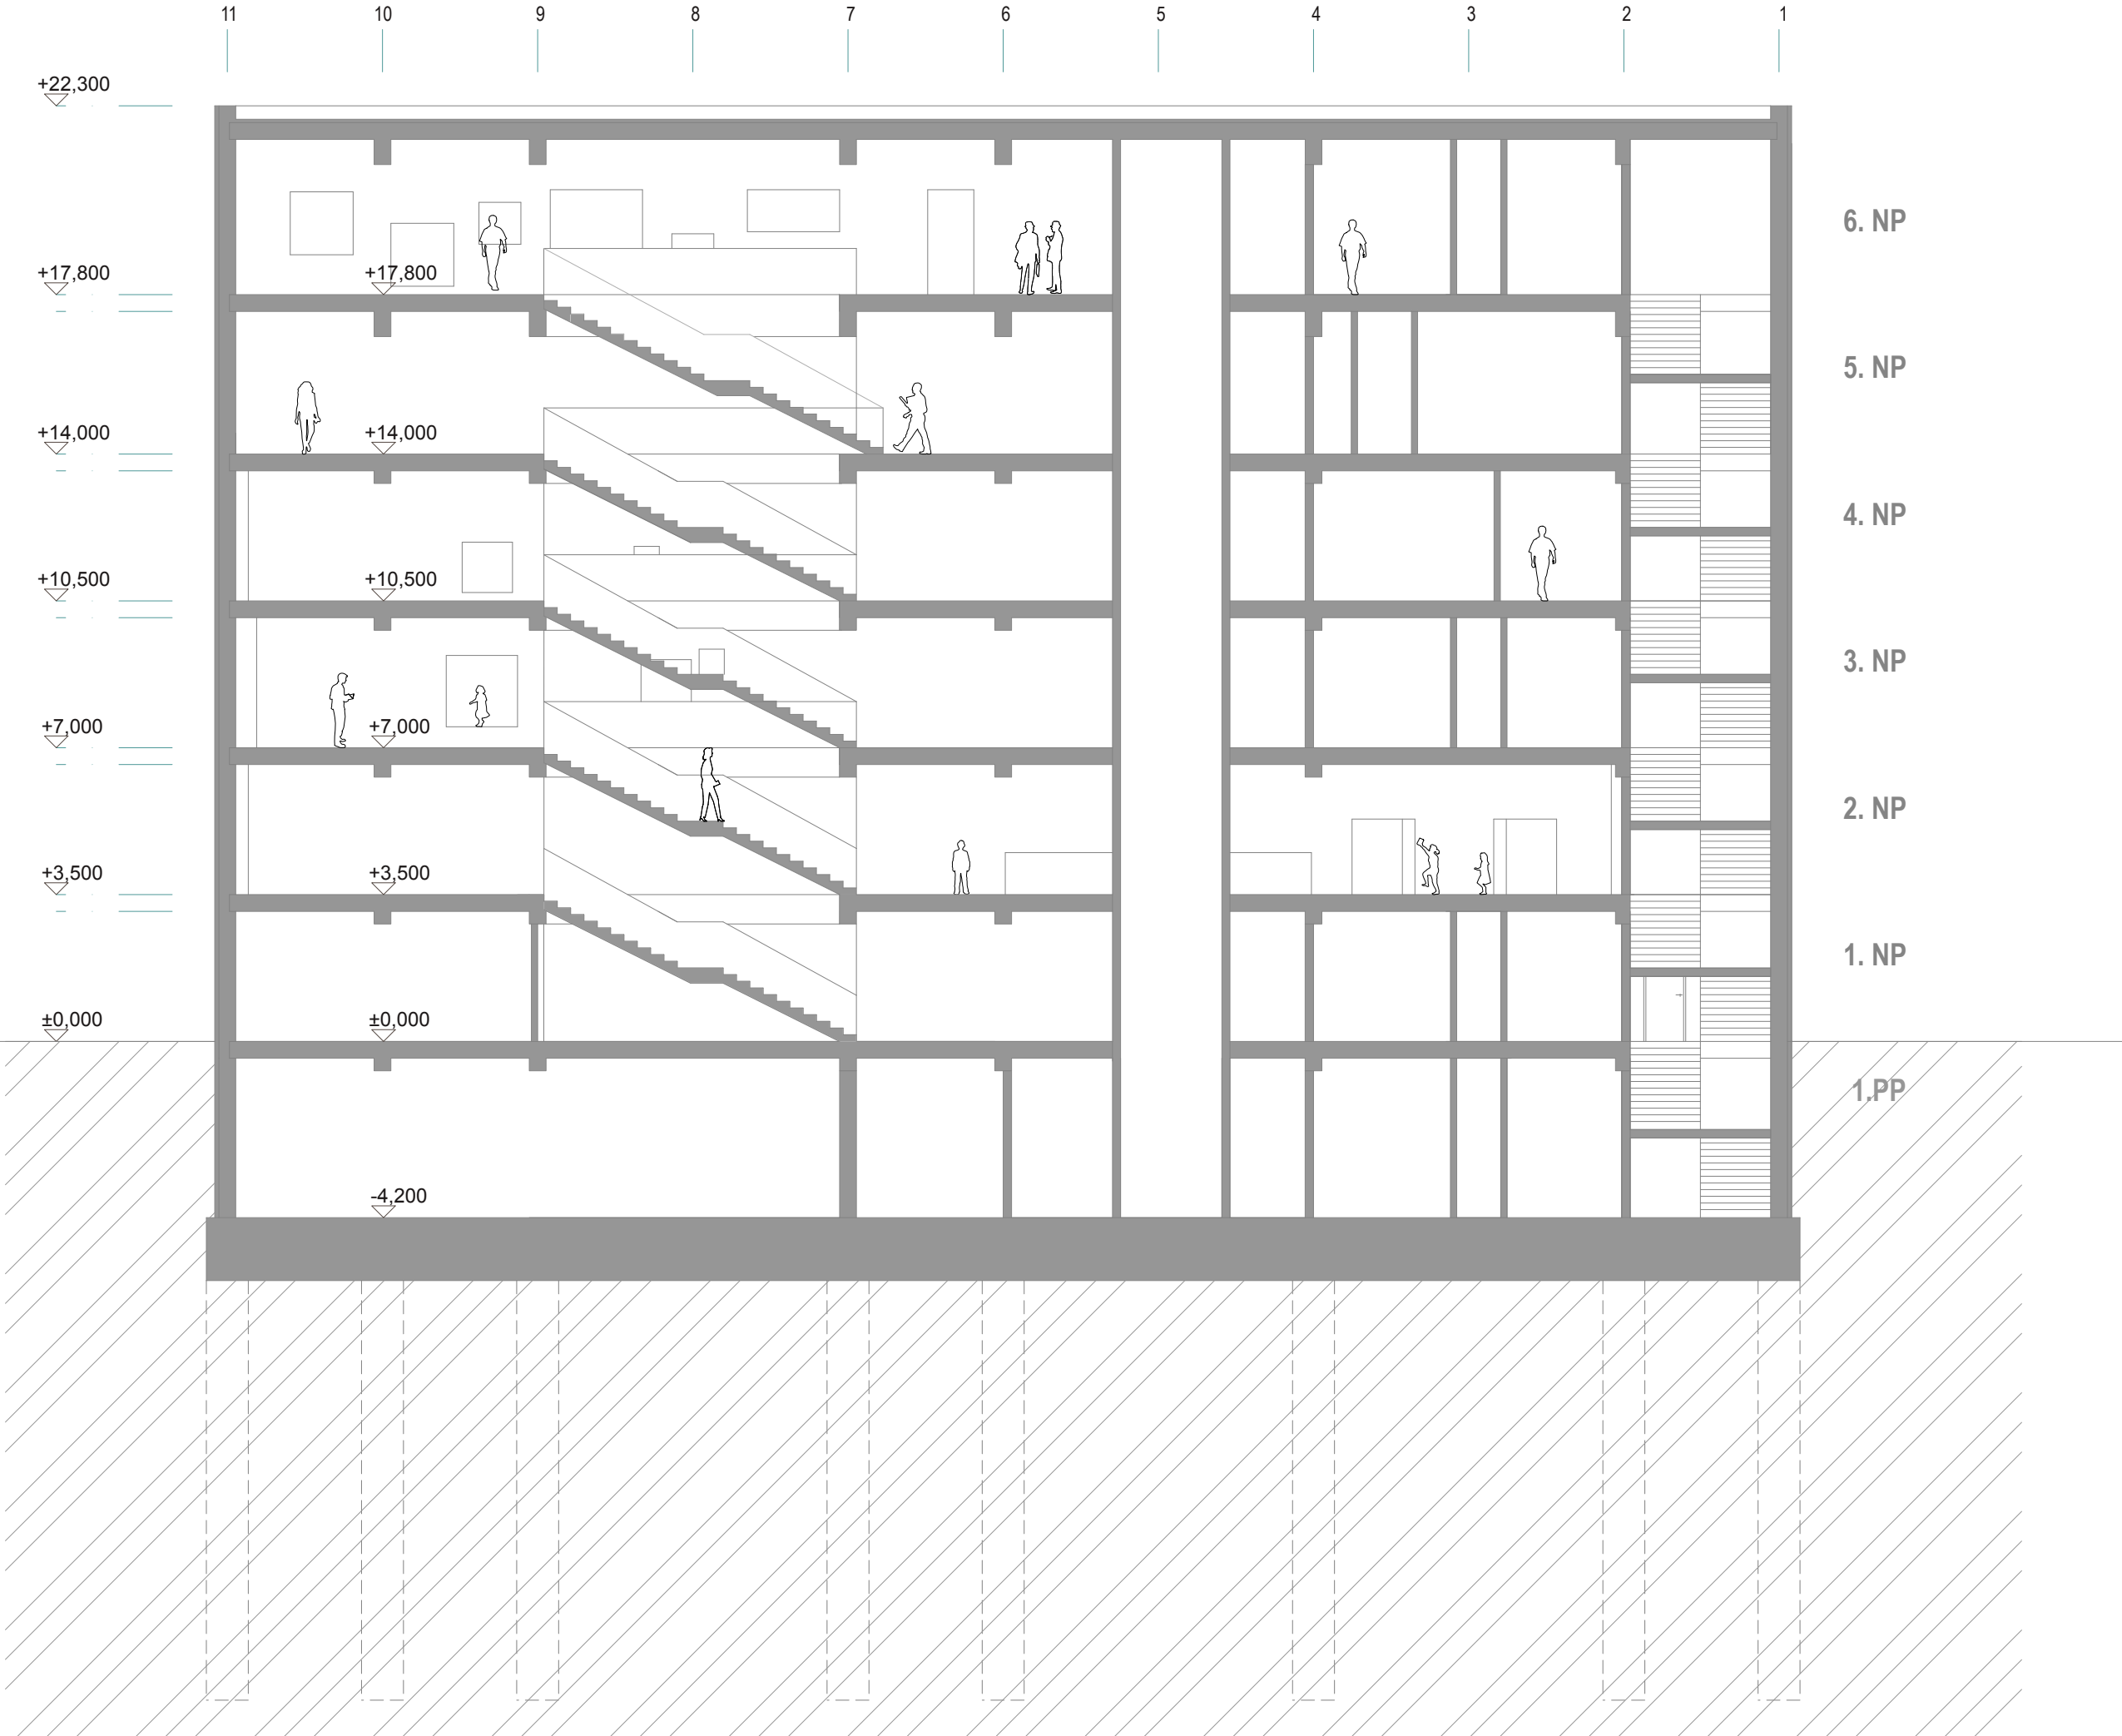 11 10 9 8 7 6 5 4 3 2 1
+22,300
6. NP
+17,800 +17,800
5. NP
+14,000 +14,000
4. NP
+10,500 +10,500
3. NP
+7,000 +7,000
2. NP
+3,500 +3,500
1. NP
±0,000 ±0,000
1.PP
-4,200